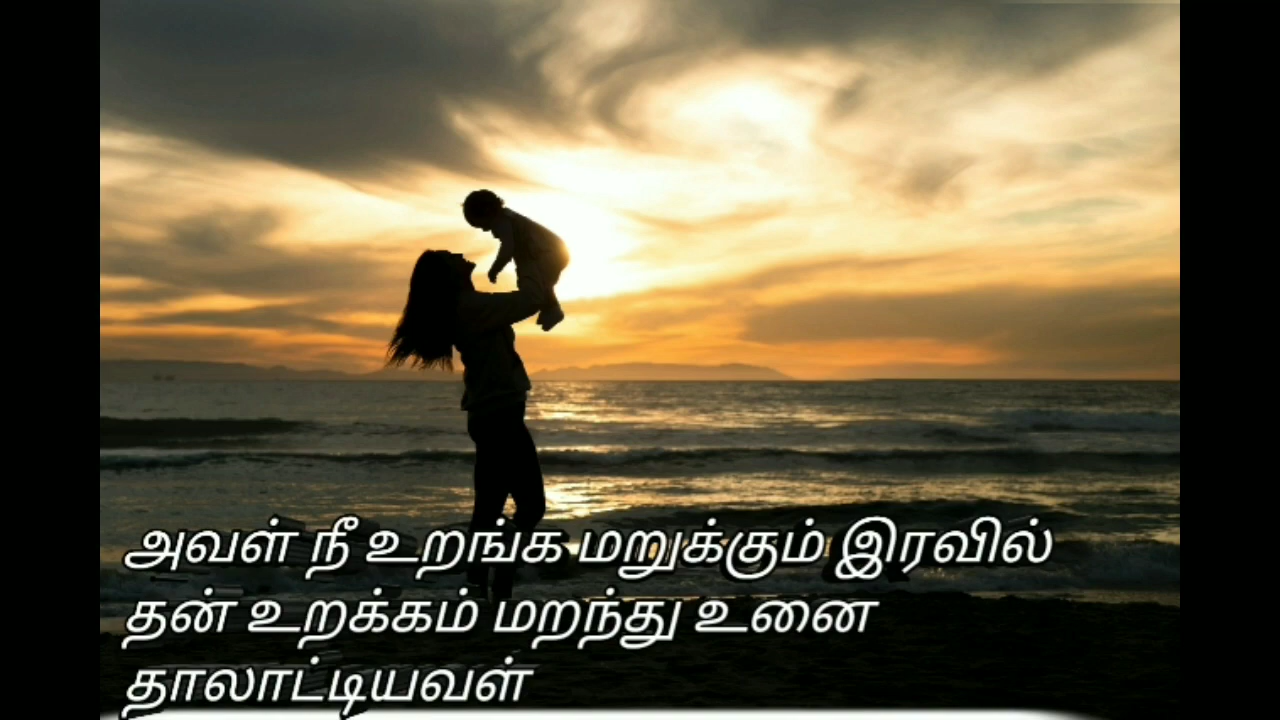 அவள் நீ உறங்க மறுக்கும் இரவில்
தன் உறக்கம் மறந்து உனை
தாலாட்டியவள்